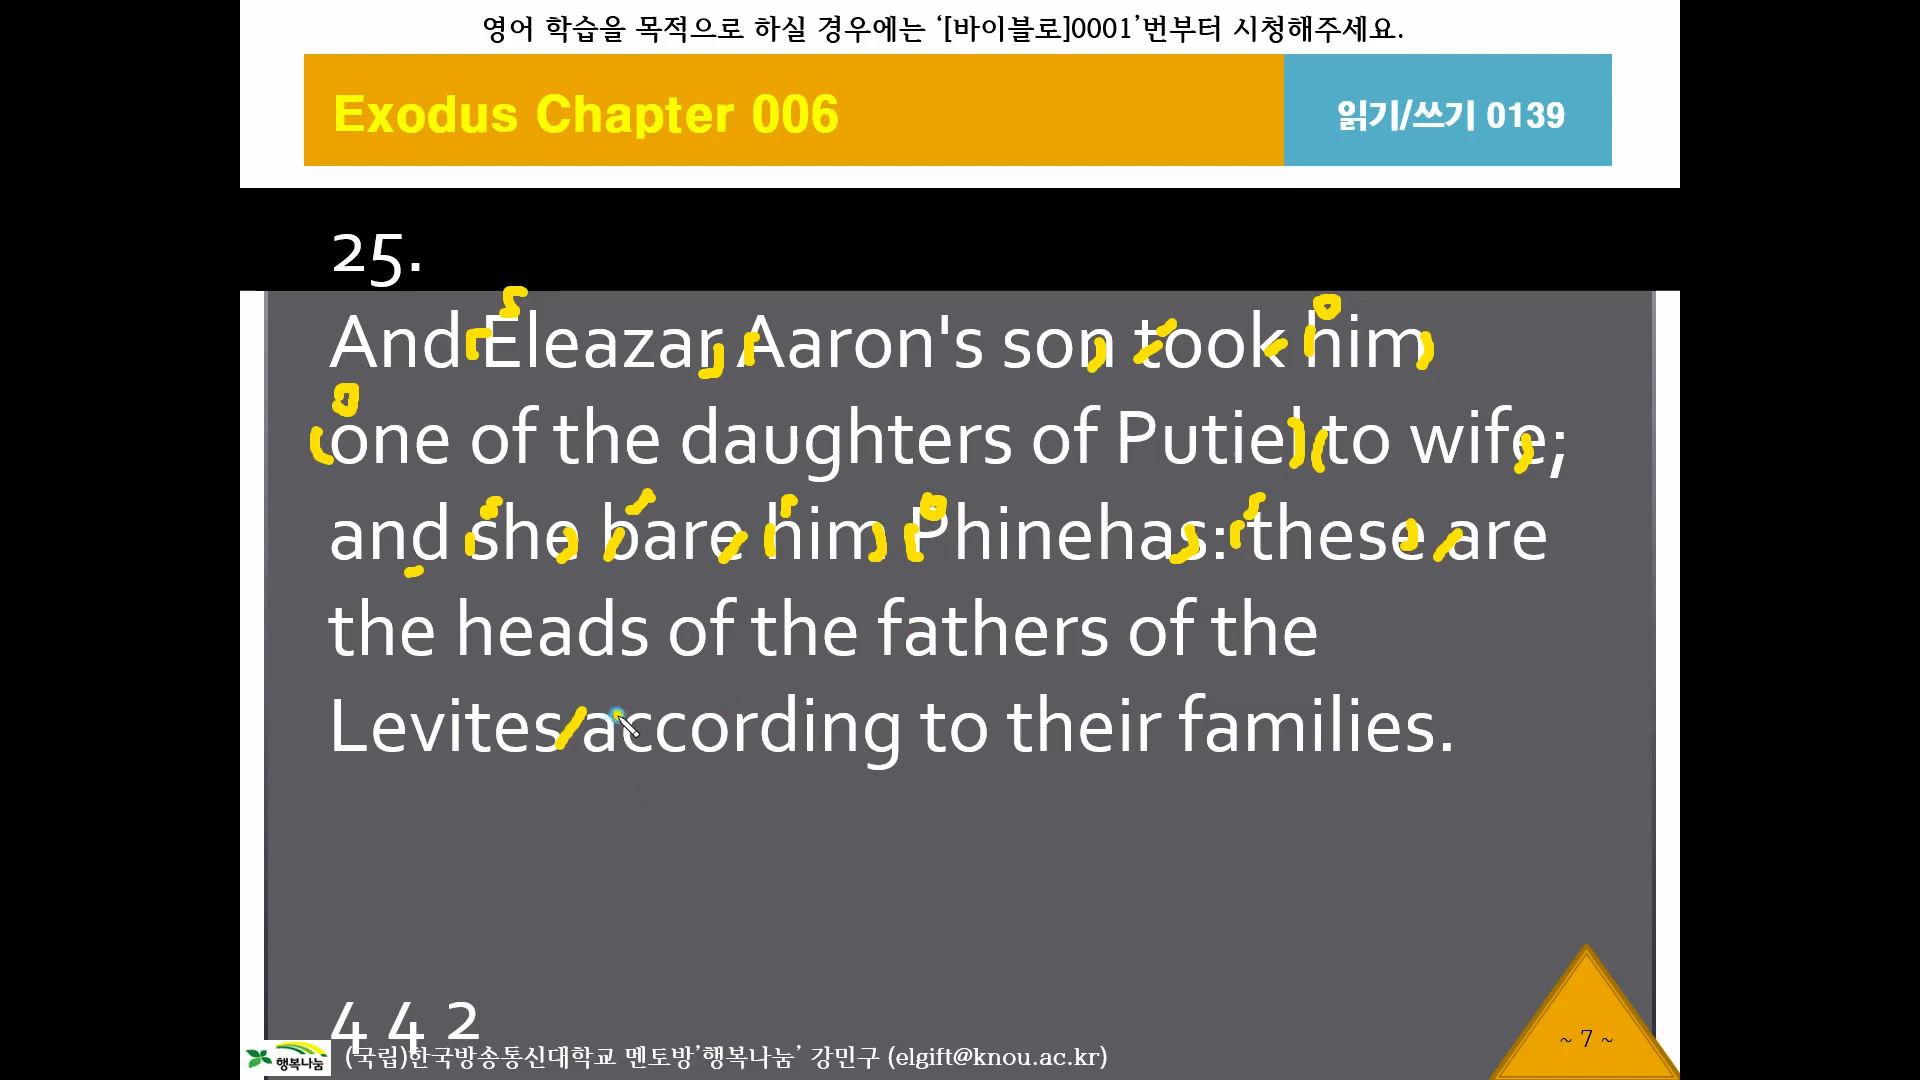 영어 학습을 목적으로 하실 경우에는 ‘[바이블로]0001’번부터 시청해주세요.
Exodus Chapter 006
읽기/쓰기 0139
25.
And Eleazar Aaron's son took him
one of the daughters of Putiel to wife;
and she bare him Phinehas: these are
the heads of the fathers of the
Levites according to their families.
4 4 2
~ 7 ~
행복나눔
(국립)한국방송통신대학교 멘토방’행복나눔’ 강민구 (elgift@knou.ac.kr)